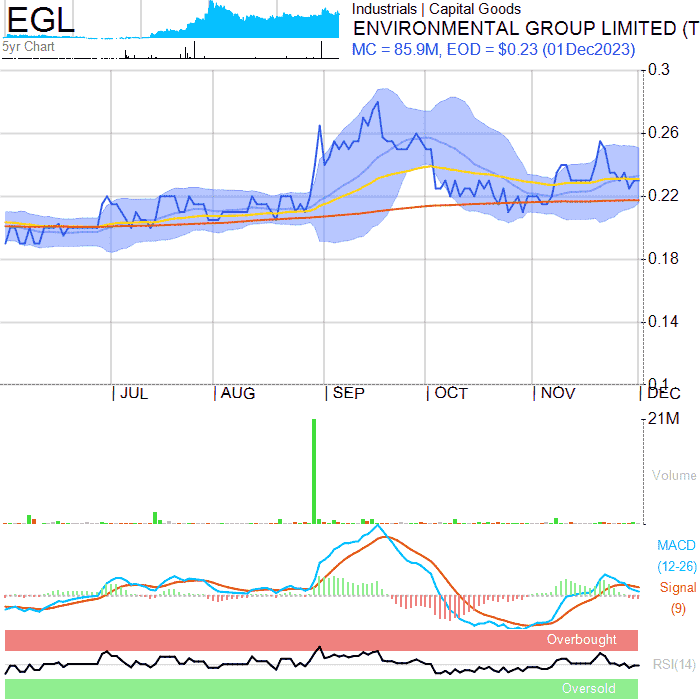 EGL
5yr Chart
Industrials | Capital Goods
ENVIRONMENTAL GROUP LIMITED (T
MC = 85.9M, EOD = $0.23 (01Dec2023)
0.3
0.26
0.22
0.18
0.14
0.1
JUL
AUG
SEP
OCT
NOV
DEC
21M
Volume
MACD
(12-26)
Signal
(9)
Overbought
RSI(14)
Oversold